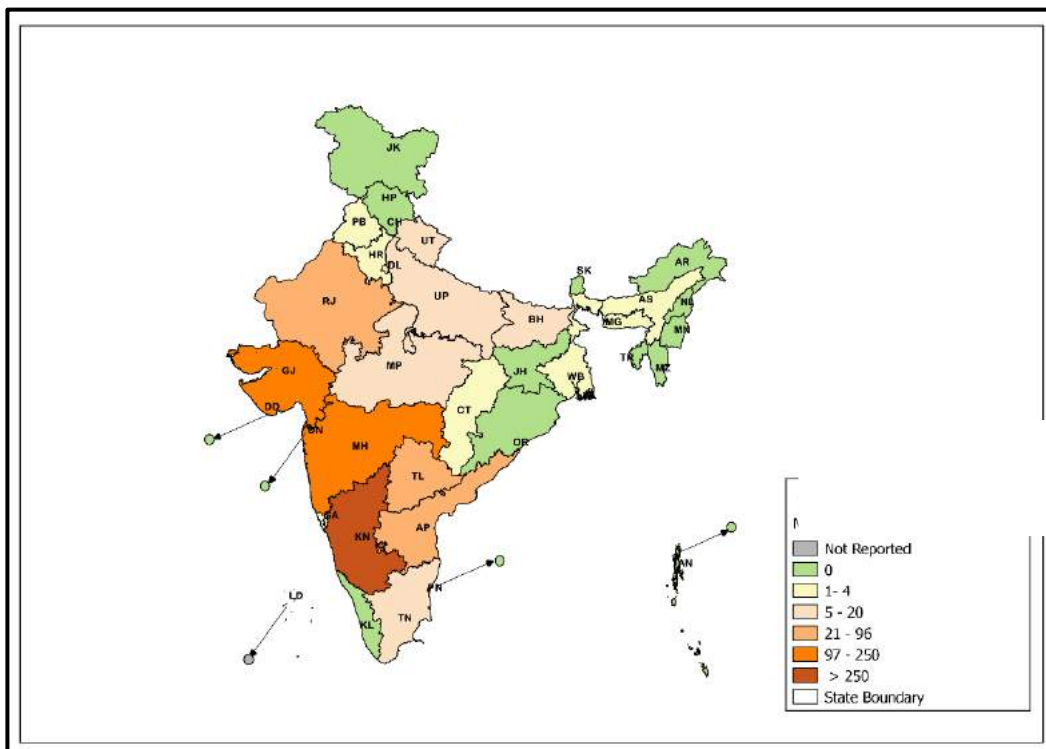 JK
HP
CH
PB
UT
HR
DL
AR
SK
RJ
UP
AS
NL
BH
MG
MN
MP
TR
MZ
GJ
JH
WB
CT
DD
DN
MH
OR
TL
GA
KN
AP
AN
PN
LD
TN
KL
Not Reported
0
1- 4
5 - 20
21 - 96
97 - 250
> 250
State Boundary